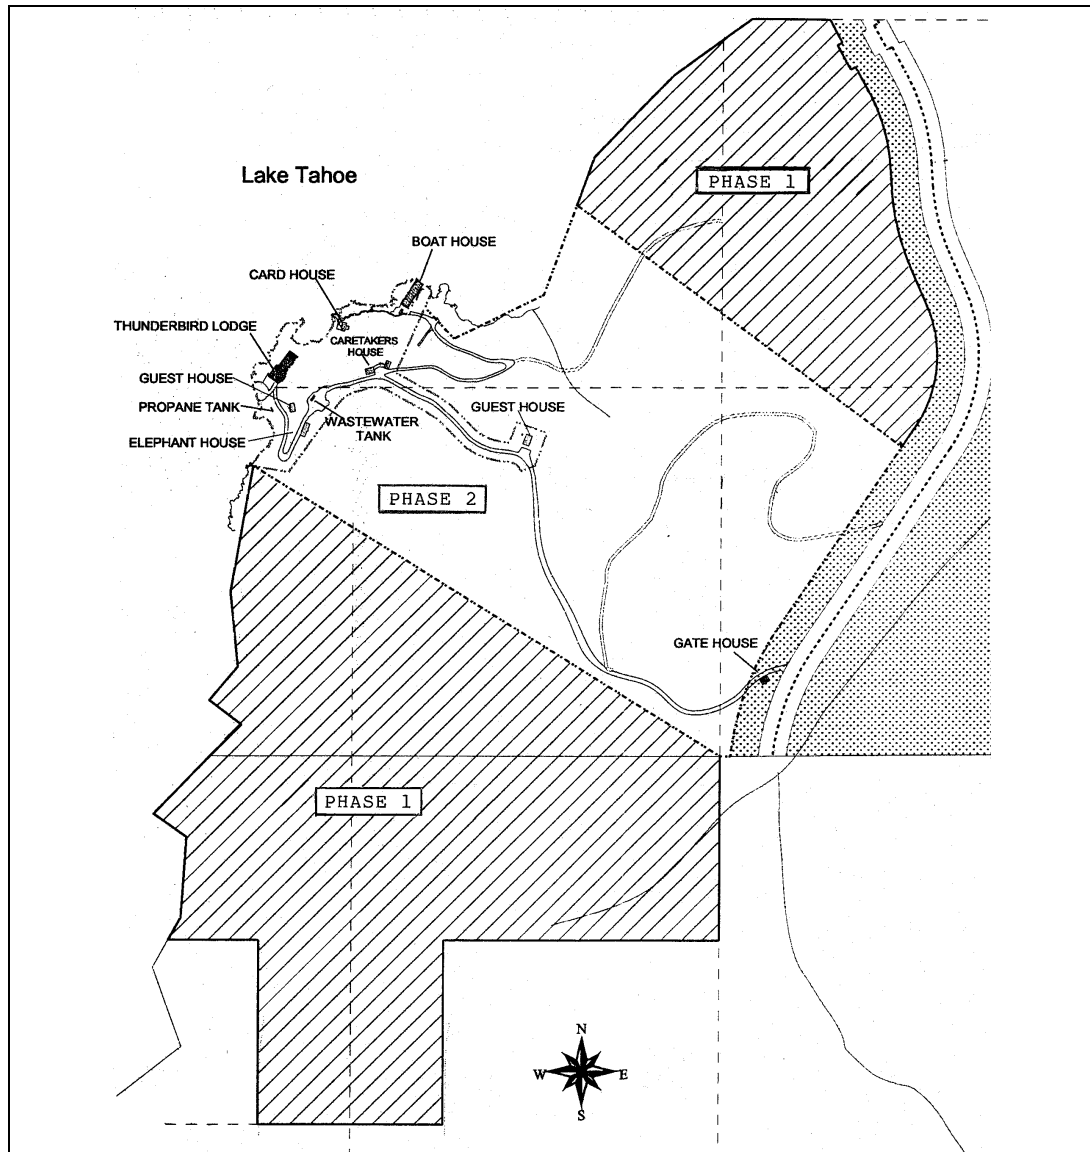 Lake Tahoe
PHASE 1
BOAT HOUSE
CARD HOUSE
THUNDERBIRD LODGE
CARETAKERS
HOUSE
GUEST HOUSE
PROPANE TANK
ELEPHANT HOUSE
WASTEWATER
TANK
GUEST HOUSE
PHASE 2
GATE HOUSE
PHASE 1
N
W
E
S